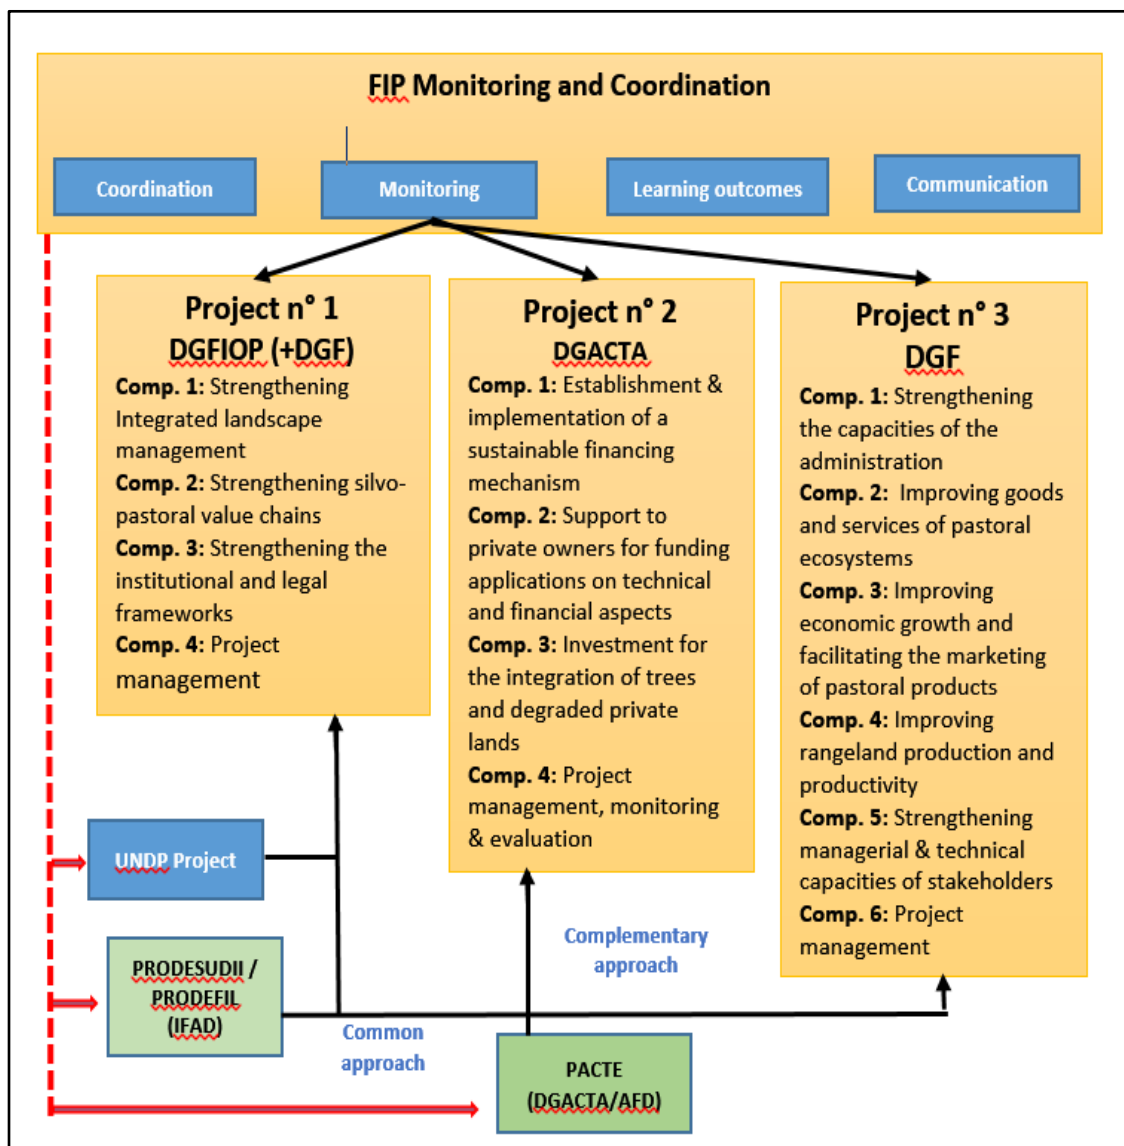 FIP Monitoring and Coordination
Coordination
Monitoring
Learning outcomes
Communication
Project n° 1
DGFIOP (+DGF)
Comp. 1: Strengthening
Integrated landscape
management
Comp. 2: Strengthening silvo-
pastoral value chains
Comp. 3: Strengthening the
institutional and legal
frameworks
Comp. 4: Project
management
Project n° 2
DGACTA
Comp. 1: Establishment &
implementation of a
sustainable financing
mechanism
Comp. 2: Support to
private owners for funding
applications on technical
and financial aspects
Comp. 3: Investment for
the integration of trees
and degraded private
lands
Comp. 4: Project
management, monitoring
& evaluation
Project n° 3
DGF
Comp. 1: Strengthening
the capacities of the
administration
Comp. 2: Improving goods
and services of pastoral
ecosystems
Comp. 3: Improving
economic growth and
facilitating the marketing
of pastoral products
Comp. 4: Improving
rangeland production and
productivity
Comp. 5: Strengthening
managerial & technical
capacities of stakeholders
Comp. 6: Project
management
UNDP Project
PRODESUDII /
PRODEFIL
(IFAD)
Common
approach
Complementary
approach
PACTE
(DGACTA/AFD)